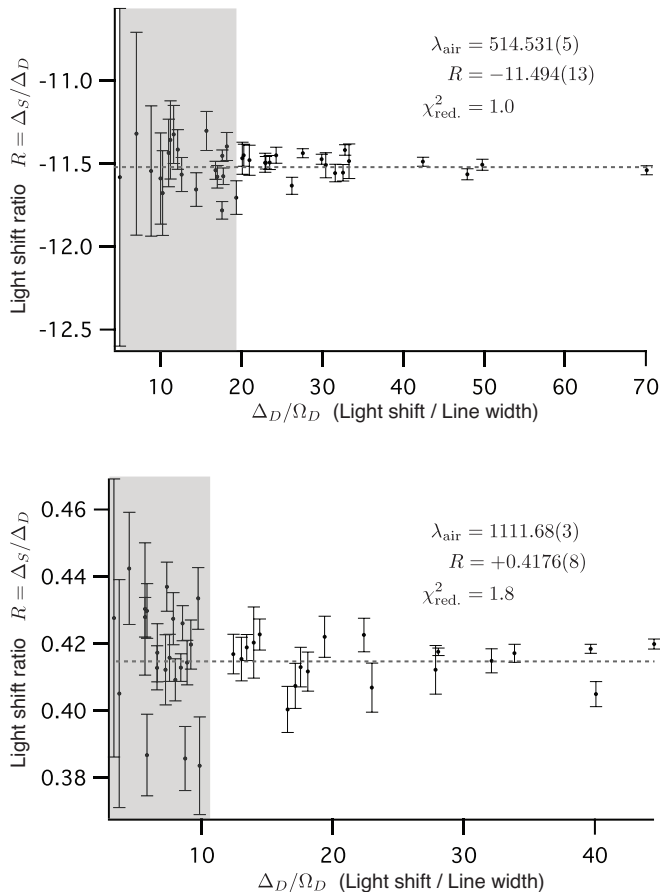 λair = 514.531(5)
R = −11.494(13)
χ²red. = 1.0
Light shift ratio R = ΔS/ΔD
-11.0
-11.5
-12.0
-12.5
10 20 30 40 50 60 70
ΔD/ΩD (Light shift / Line width)
λair = 1111.68(3)
R = +0.4176(8)
χ²red. = 1.8
Light shift ratio R = ΔS/ΔD
0.46
0.44
0.42
0.40
0.38
10 20 30 40
ΔD/ΩD (Light shift / Line width)